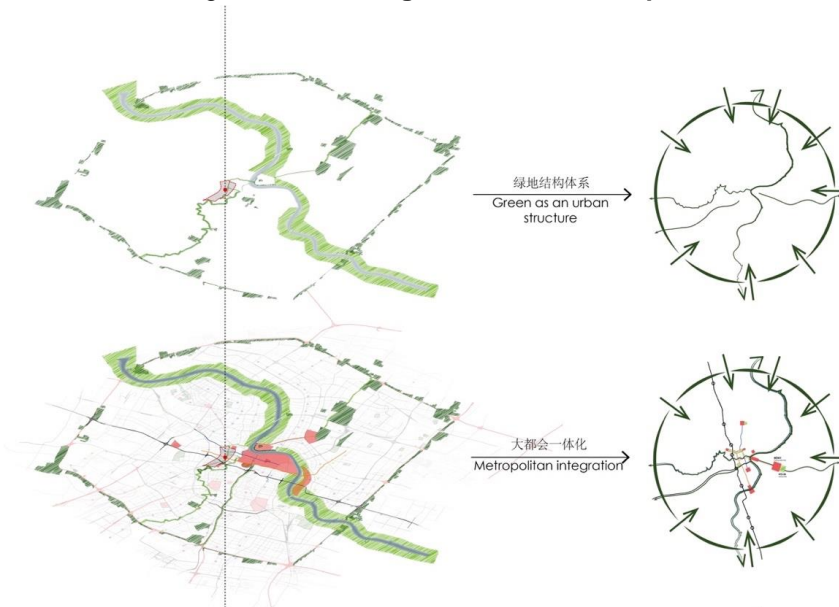 绿地结构体系
Green as an urban
structure
大都会一体化
Metropolitan integration